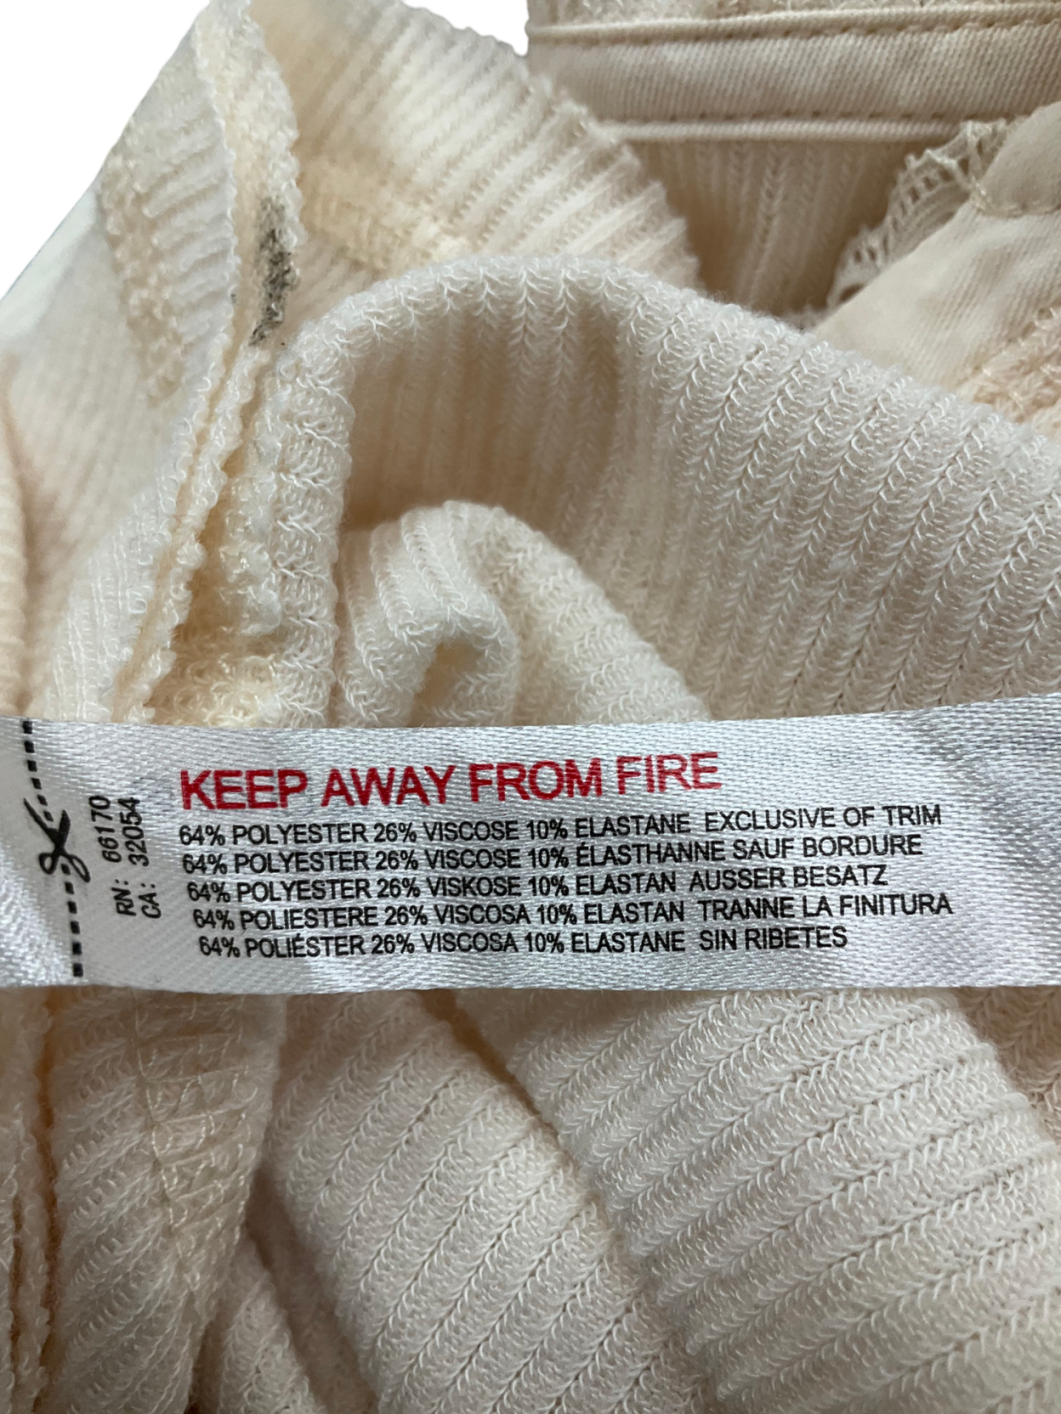 RN: 66170
CA: 32054
KEEP AWAY FROM FIRE
64% POLYESTER 26% VISCOSE 10% ELASTANE EXCLUSIVE OF TRIM
64% POLYESTER 26% VISCOSE 10% ÉLASTHANNE SAUF BORDURE
64% POLYESTER 26% VISKOSE 10% ELASTAN AUSSER BESATZ
64% POLIESTERE 26% VISCOSA 10% ELASTAN TRANNE LA FINITURA
64% POLIÉSTER 26% VISCOSA 10% ELASTANE SIN RIBETES